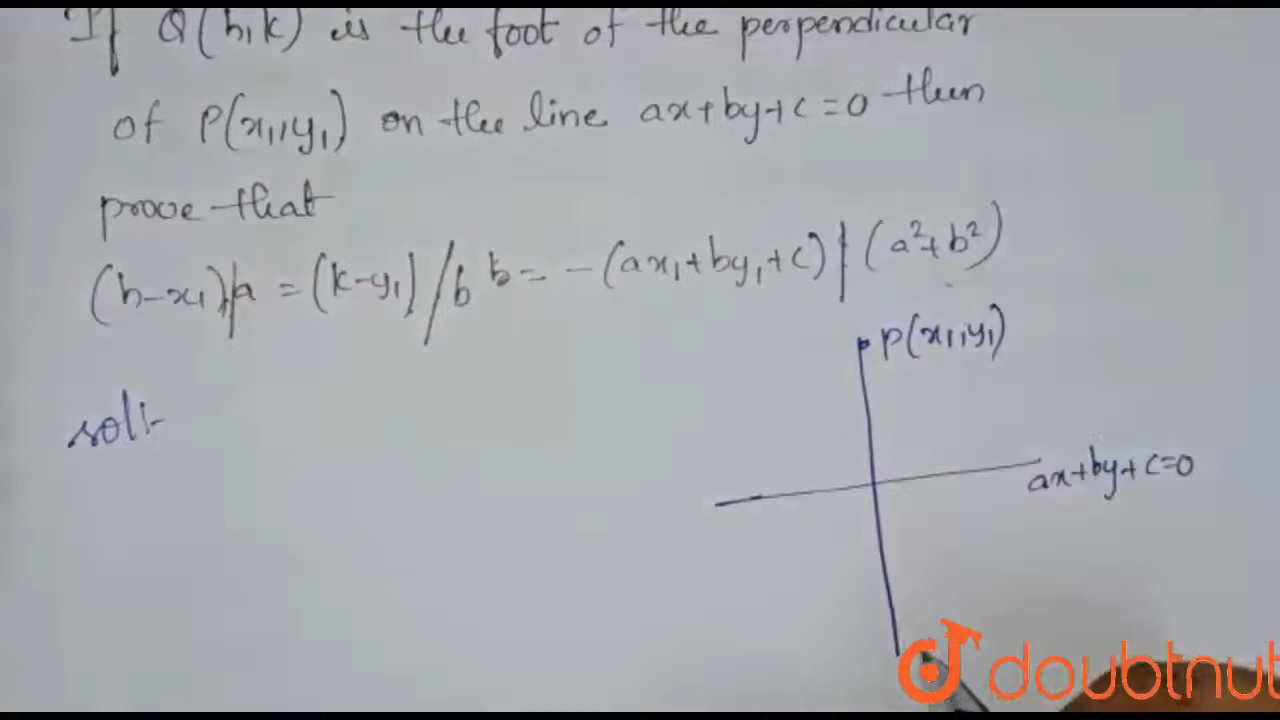 If Q(h,k) is the foot of the perpendicular
of P(x₁,y₁) on the line ax+by+c=0 then
prove that
(h-x₁)/a = (k-y₁)/b b= -(ax₁+by₁+c)/(a²+b²)
P(x₁,y₁)
sol:-
ax+by+c=0
doubtnut